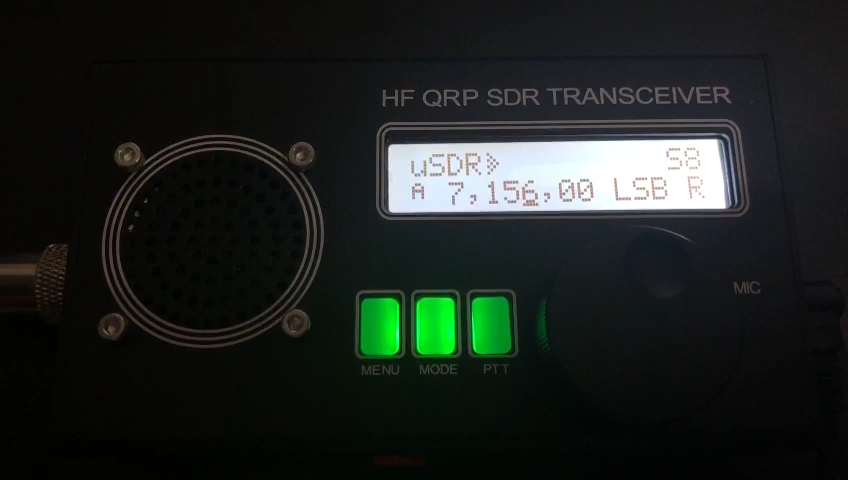 HF QRP SDR TRANSCEIVER
uSDR» S8
A 7,156,00 LSB R
MIC
MENU MODE PTT